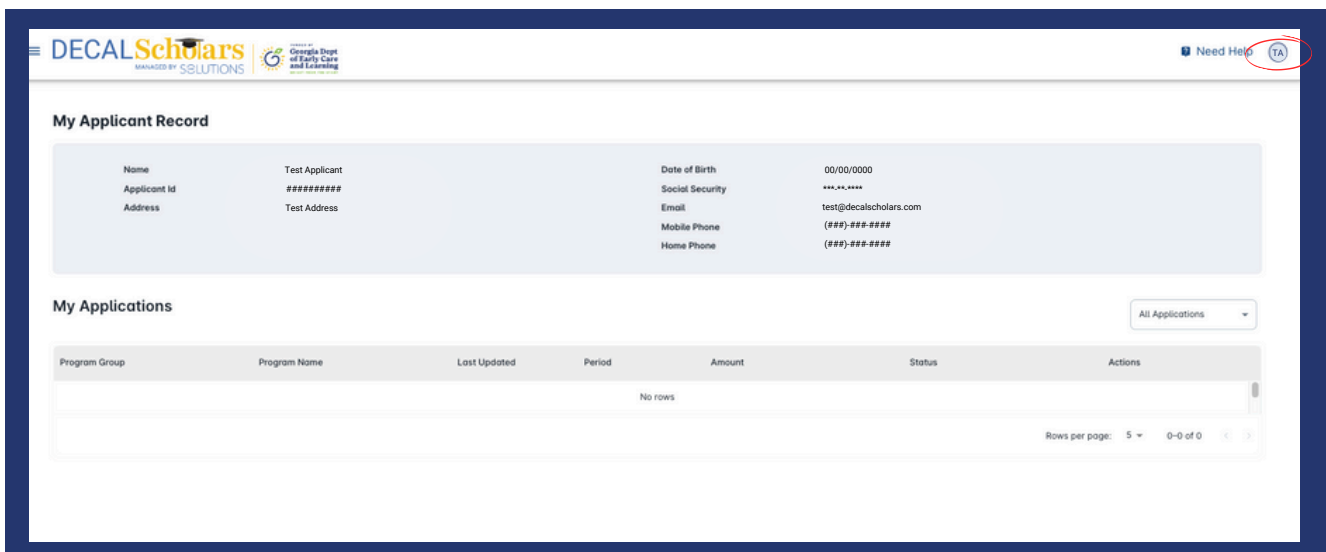 DECALScholars
MANAGED BY SOLUTIONS
POWERED BY
Georgia Dept
of Early Care
and Learning
Need Help
TA
My Applicant Record
Name Test Applicant
Applicant Id ##########
Address Test Address
Date of Birth 00/00/0000
Social Security ***-**-****
Email test@decalscholars.com
Mobile Phone (###)-###-####
Home Phone (###)-###-####
My Applications
All Applications
Program Group Program Name Last Updated Period Amount Status Actions
No rows
Rows per page: 5 0-0 of 0